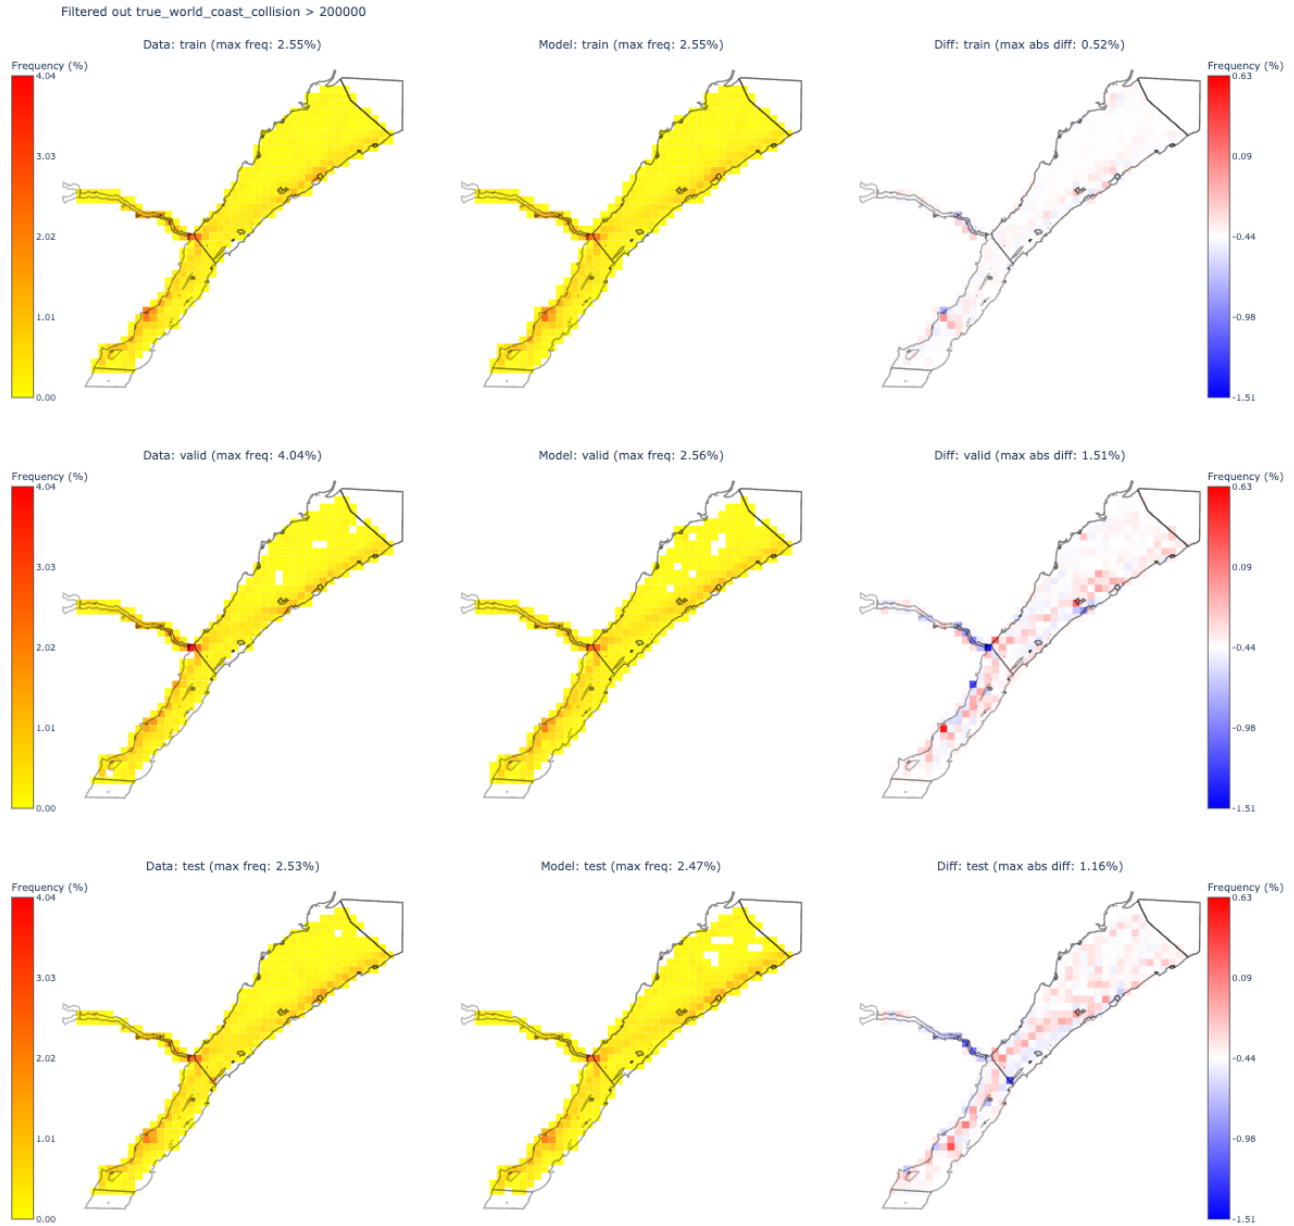 Filtered out true_world_coast_collision > 200000
Data: train (max freq: 2.55%)
Model: train (max freq: 2.55%)
Diff: train (max abs diff: 0.52%)
Frequency (%)
4.04
3.03
2.02
1.01
0.00
Frequency (%)
0.63
0.09
-0.44
-0.98
-1.51
Data: valid (max freq: 4.04%)
Model: valid (max freq: 2.56%)
Diff: valid (max abs diff: 1.51%)
Frequency (%)
4.04
3.03
2.02
1.01
0.00
Frequency (%)
0.63
0.09
-0.44
-0.98
-1.51
Data: test (max freq: 2.53%)
Model: test (max freq: 2.47%)
Diff: test (max abs diff: 1.16%)
Frequency (%)
4.04
3.03
2.02
1.01
0.00
Frequency (%)
0.63
0.09
-0.44
-0.98
-1.51